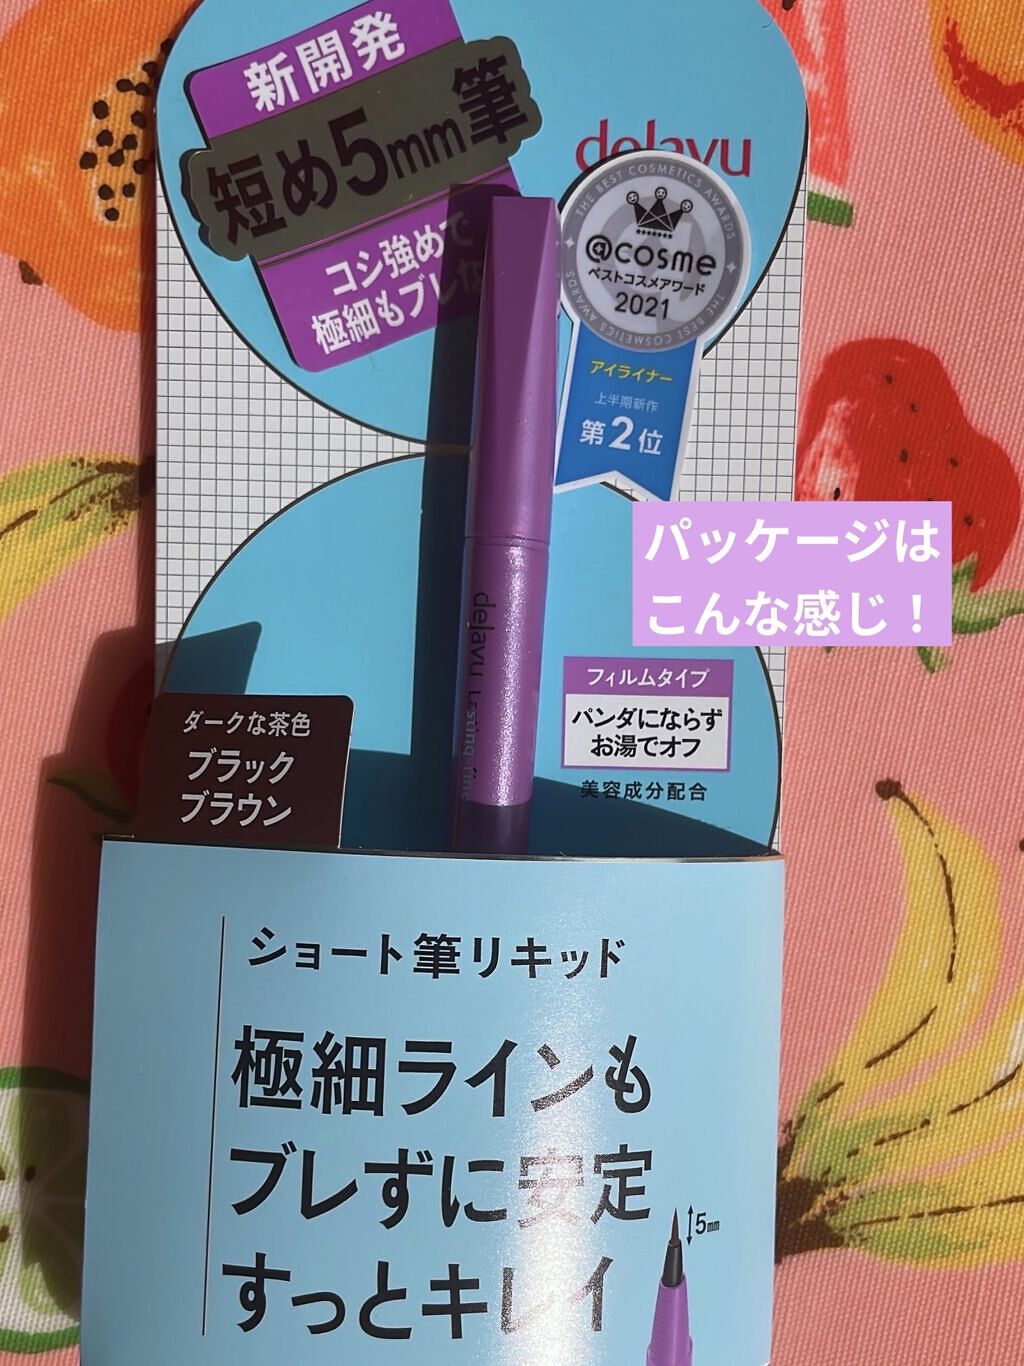 新開発
短め5mm筆
コシ強めで
極細もブレ
dejavu
THE BEST COSMETICS AWARDS
@cosme
ベストコスメアワード
2021
THE BEST COSMETICS AWARDS
アイライナー
上半期新作
第2位
パッケージは
こんな感じ！
dejavu Lasting-fine
フィルムタイプ
パンダにならず
お湯でオフ
美容成分配合
ダークな茶色
ブラック
ブラウン
ショート筆リキッド
極細ラインも
ブレずに安定
すっとキレイ
5mm